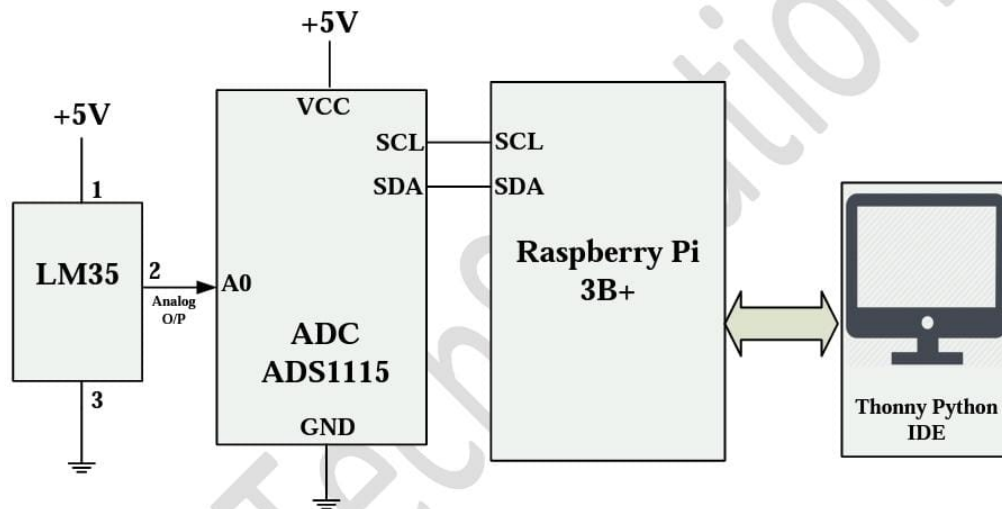 +5V
+5V
VCC
SCL
SCL
SDA
SDA
1
LM35
2
Analog
O/P
A0
3
ADC
ADS1115
GND
Raspberry Pi
3B+
Thonny Python
IDE